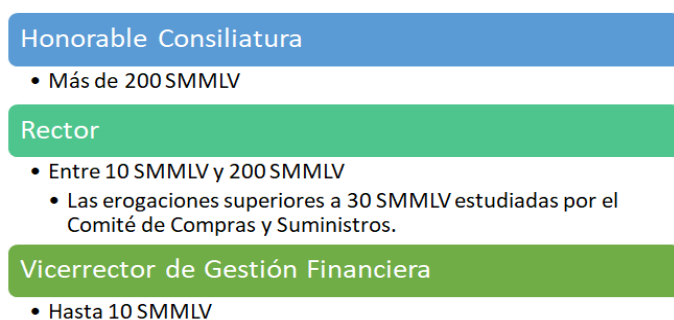 Honorable Consiliatura
• Más de 200 SMMLV
Rector
• Entre 10 SMMLV y 200 SMMLV
• Las erogaciones superiores a 30 SMMLV estudiadas por el
Comité de Compras y Suministros.
Vicerrector de Gestión Financiera
• Hasta 10 SMMLV